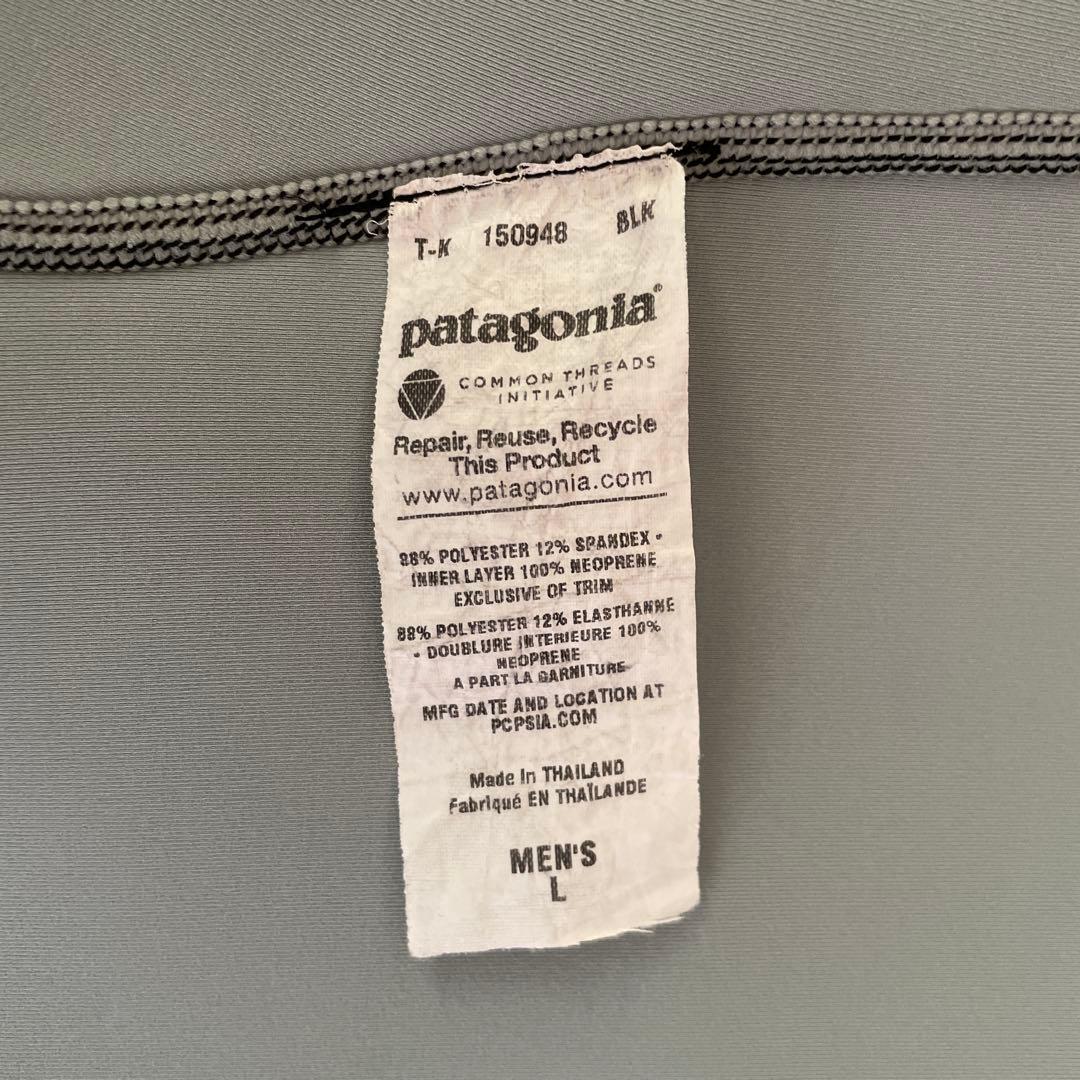 T-K 150948 BLK
patagonia®
COMMON THREADS
INITIATIVE
Repair, Reuse, Recycle
This Product
www.patagonia.com
88% POLYESTER 12% SPANDEX •
INNER LAYER 100% NEOPRENE
EXCLUSIVE OF TRIM
88% POLYESTER 12% ELASTHANNE
• DOUBLURE INTERIEURE 100%
NEOPRENE
A PART LA GARNITURE
MFG DATE AND LOCATION AT
PCPSIA.COM
Made In THAILAND
Fabriqué EN THAÏLANDE
MEN'S
L